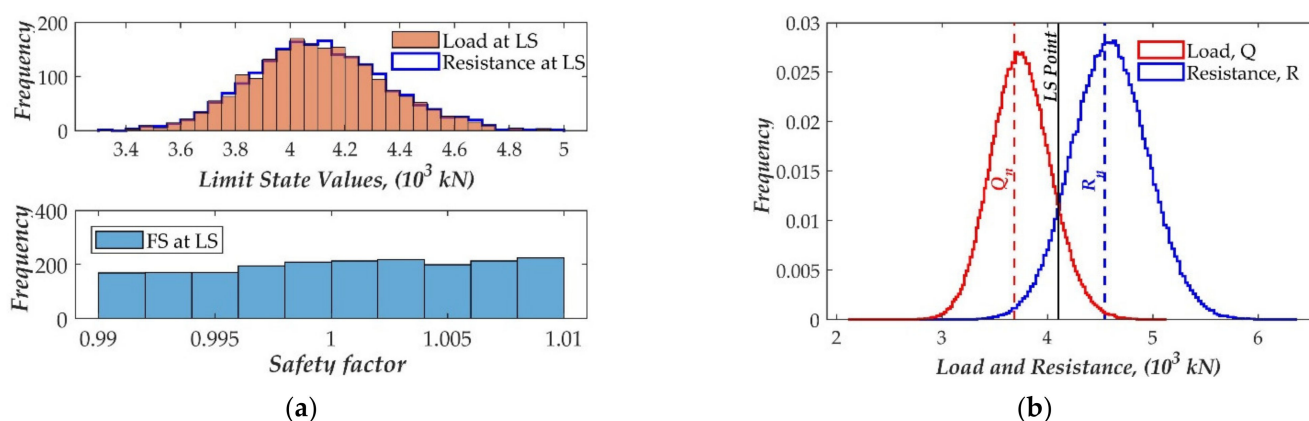 200
100
0
Frequency
Load at LS
Resistance at LS
3.4 3.6 3.8 4 4.2 4.4 4.6 4.8 5
Limit State Values, (10³ kN)
400
200
0
Frequency
FS at LS
0.99 0.995 1 1.005 1.01
Safety factor
(a)
0.03
0.025
0.02
0.015
0.01
0.005
0
Frequency
Load, Q
Resistance, R
LS Point
Qn
Rn
2 3 4 5 6
Load and Resistance, (10³ kN)
(b)